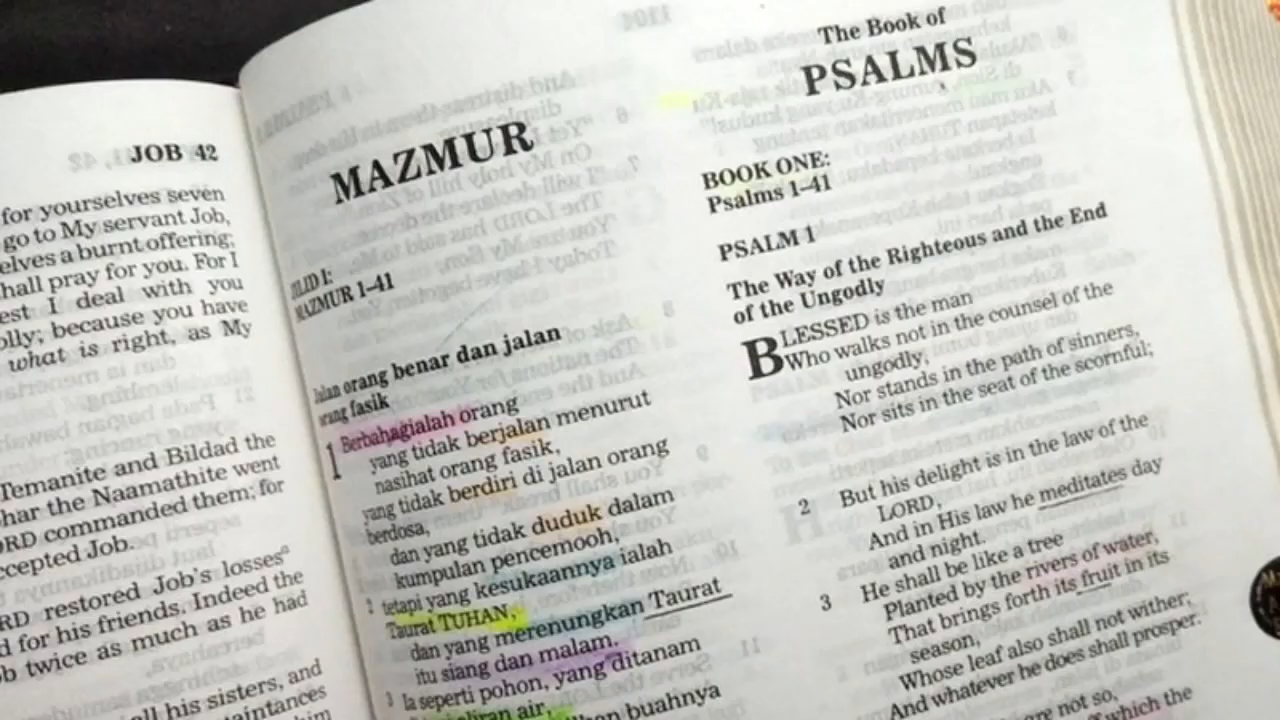 JOB 42
for yourselves seven
go to My servant Job,
a burnt offering;
pray for you. For I
I deal with you
because you have
what is right, as My
Temanite and Bildad the
the Naamathite went
commanded them; for
Job.
restored Job's losses
for his friends. Indeed the
twice as much as he had
all his sisters, and
MAZMUR
MAZMUR 1–41
Jalan orang benar dan jalan
orang fasik
1 Berbahagialah orang
yang tidak berjalan menurut
nasihat orang fasik,
yang tidak berdiri di jalan orang
berdosa,
dan yang tidak duduk dalam
kumpulan pencemooh,
2 tetapi yang kesukaannya ialah
Taurat TUHAN,
dan yang merenungkan Taurat
itu siang dan malam.
3 Ia seperti pohon, yang ditanam
air,
buahnya
The Book of
PSALMS
BOOK ONE:
Psalms 1–41
PSALM 1
The Way of the Righteous and the End
of the Ungodly
BLESSED is the man
Who walks not in the counsel of the
ungodly,
Nor stands in the path of sinners,
Nor sits in the seat of the scornful;
2 But his delight is in the law of the
LORD,
And in His law he meditates day
and night.
3 He shall be like a tree
Planted by the rivers of water,
That brings forth its fruit in its
season,
Whose leaf also shall not wither;
And whatever he does shall prosper.
are not so,
which the